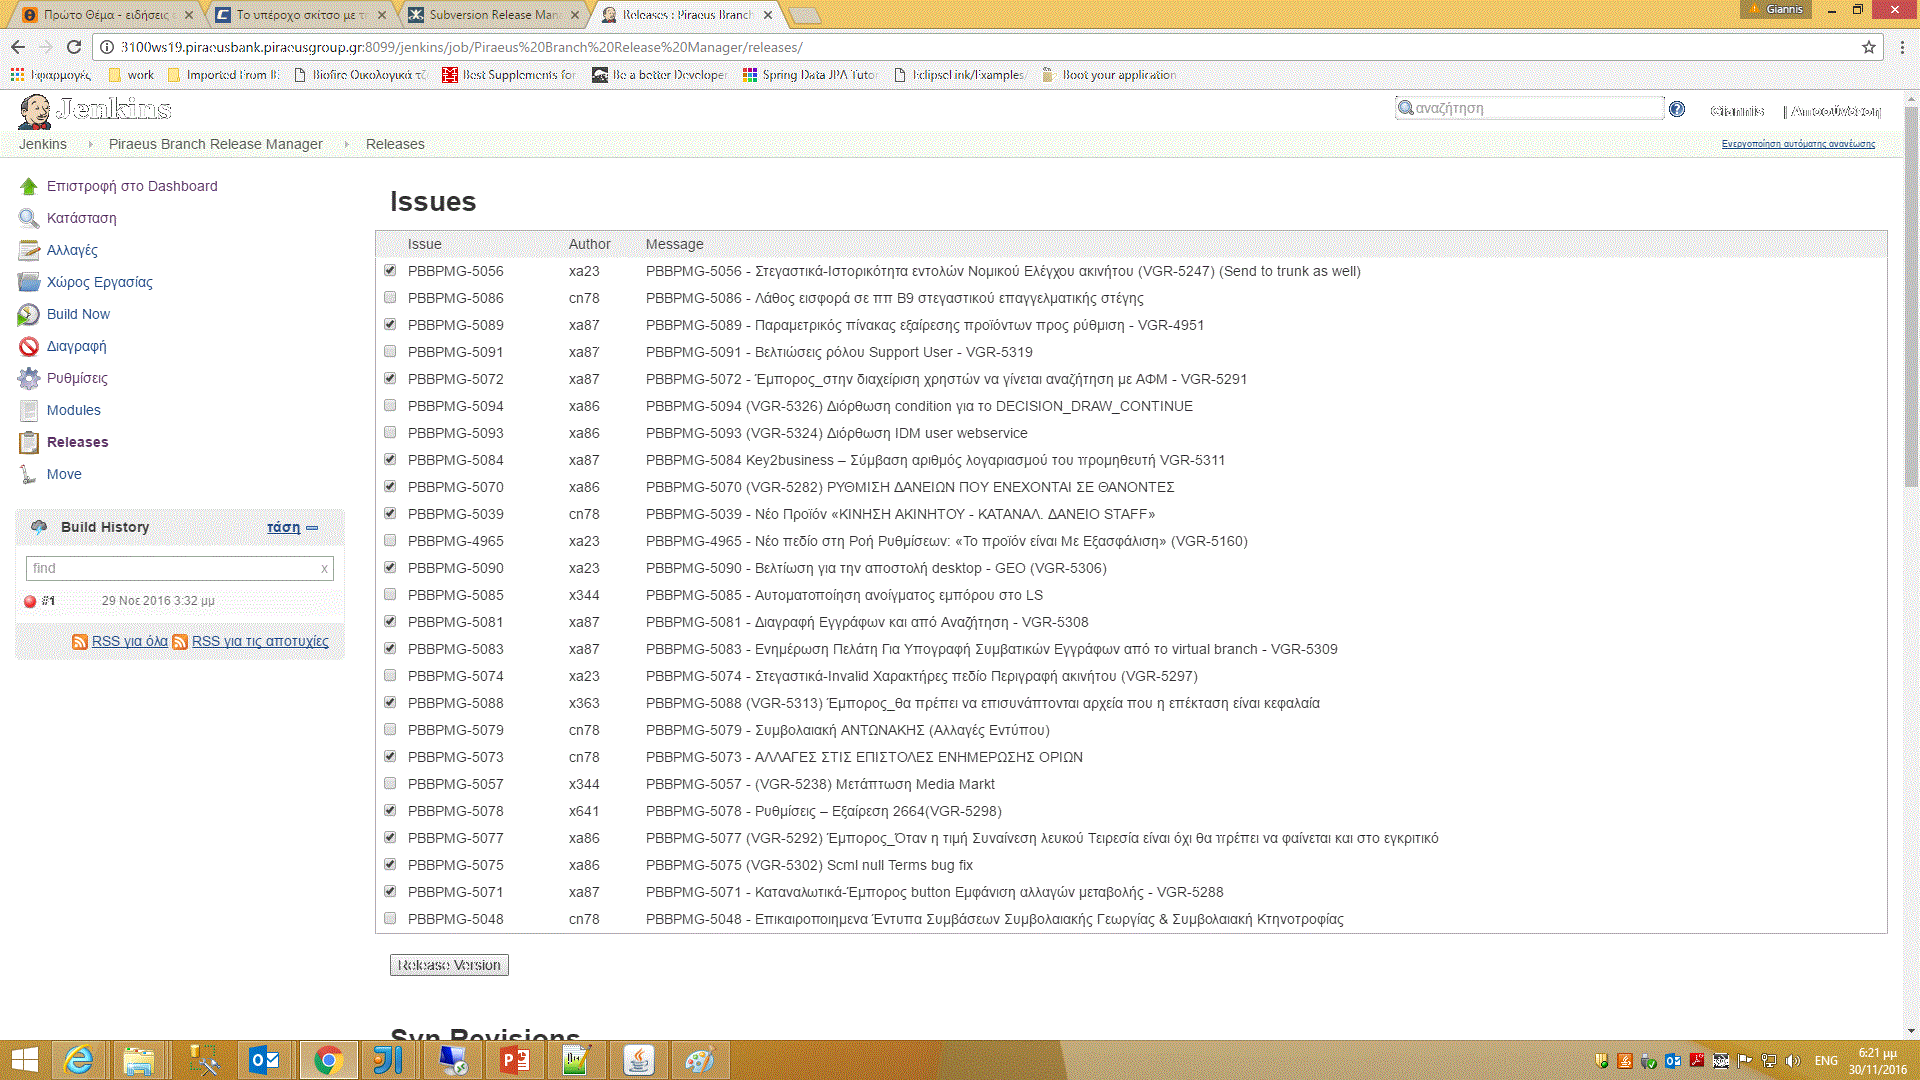 Πρώτο Θέμα - ειδήσεις
Το υπέροχο σκίτσο με τ
Subversion Release Man
Releases : Piraeus Branch
Giannis
3100ws19.piraeusbank.piraeusgroup.gr:8099/jenkins/job/Piraeus%20Branch%20Release%20Manager/releases/
Εφαρμογές
work
Imported From IE
Biofire Οικολογικά τζ
Best Supplements for
Be a better Developer
Spring Data JPA Tutor
EclipseLink/Examples/
Boot your application
Jenkins
αναζήτηση
Giannis
| Αποσύνδεση
Jenkins
Piraeus Branch Release Manager
Releases
Ενεργοποίηση αυτόματης ανανέωσης
Επιστροφή στο Dashboard
Κατάσταση
Αλλαγές
Χώρος Εργασίας
Build Now
Διαγραφή
Ρυθμίσεις
Modules
Releases
Move
Build History
τάση
find
x
#1
29 Νοε 2016 3:32 μμ
RSS για όλα
RSS για τις αποτυχίες
Issues
Issue Author Message
PBBPMG-5056 xa23 PBBPMG-5056 - Στεγαστικά-Ιστορικότητα εντολών Νομικού Ελέγχου ακινήτου (VGR-5247) (Send to trunk as well)
PBBPMG-5086 cn78 PBBPMG-5086 - Λάθος εισφορά σε ππ Β9 στεγαστικού επαγγελματικής στέγης
PBBPMG-5089 xa87 PBBPMG-5089 - Παραμετρικός πίνακας εξαίρεσης προϊόντων προς ρύθμιση - VGR-4951
PBBPMG-5091 xa87 PBBPMG-5091 - Βελτιώσεις ρόλου Support User - VGR-5319
PBBPMG-5072 xa87 PBBPMG-5072 - Έμπορος_στην διαχείριση χρηστών να γίνεται αναζήτηση με ΑΦΜ - VGR-5291
PBBPMG-5094 xa86 PBBPMG-5094 (VGR-5326) Διόρθωση condition για το DECISION_DRAW_CONTINUE
PBBPMG-5093 xa86 PBBPMG-5093 (VGR-5324) Διόρθωση IDM user webservice
PBBPMG-5084 xa87 PBBPMG-5084 Key2business – Σύμβαση αριθμός λογαριασμού του προμηθευτή VGR-5311
PBBPMG-5070 xa86 PBBPMG-5070 (VGR-5282) ΡΥΘΜΙΣΗ ΔΑΝΕΙΩΝ ΠΟΥ ΕΝΕΧΟΝΤΑΙ ΣΕ ΘΑΝΟΝΤΕΣ
PBBPMG-5039 cn78 PBBPMG-5039 - Νέο Προϊόν «ΚΙΝΗΣΗ ΑΚΙΝΗΤΟΥ - ΚΑΤΑΝΑΛ. ΔΑΝΕΙΟ STAFF»
PBBPMG-4965 xa23 PBBPMG-4965 - Νέο πεδίο στη Ροή Ρυθμίσεων: «Το προϊόν είναι Με Εξασφάλιση» (VGR-5160)
PBBPMG-5090 xa23 PBBPMG-5090 - Βελτίωση για την αποστολή desktop - GEO (VGR-5306)
PBBPMG-5085 x344 PBBPMG-5085 - Αυτοματοποίηση ανοίγματος εμπόρου στο LS
PBBPMG-5081 xa87 PBBPMG-5081 - Διαγραφή Εγγράφων και από Αναζήτηση - VGR-5308
PBBPMG-5083 xa87 PBBPMG-5083 - Ενημέρωση Πελάτη Για Υπογραφή Συμβατικών Εγγράφων από το virtual branch - VGR-5309
PBBPMG-5074 xa23 PBBPMG-5074 - Στεγαστικά-Invalid Χαρακτήρες πεδίο Περιγραφή ακινήτου (VGR-5297)
PBBPMG-5088 x363 PBBPMG-5088 (VGR-5313) Έμπορος_θα πρέπει να επισυνάπτονται αρχεία που η επέκταση είναι κεφαλαία
PBBPMG-5079 cn78 PBBPMG-5079 - Συμβολαιακή ΑΝΤΩΝΑΚΗΣ (Αλλαγές Εντύπου)
PBBPMG-5073 cn78 PBBPMG-5073 - ΑΛΛΑΓΕΣ ΣΤΙΣ ΕΠΙΣΤΟΛΕΣ ΕΝΗΜΕΡΩΣΗΣ ΟΡΙΩΝ
PBBPMG-5057 x344 PBBPMG-5057 - (VGR-5238) Μετάπτωση Media Markt
PBBPMG-5078 x641 PBBPMG-5078 - Ρυθμίσεις – Εξαίρεση 2664(VGR-5298)
PBBPMG-5077 xa86 PBBPMG-5077 (VGR-5292) Έμπορος_Όταν η τιμή Συναίνεση λευκού Τειρεσία είναι όχι θα πρέπει να φαίνεται και στο εγκριτικό
PBBPMG-5075 xa86 PBBPMG-5075 (VGR-5302) Scml null Terms bug fix
PBBPMG-5071 xa87 PBBPMG-5071 - Καταναλωτικά-Έμπορος button Εμφάνιση αλλαγών μεταβολής - VGR-5288
PBBPMG-5048 cn78 PBBPMG-5048 - Επικαιροποιημενα Έντυπα Συμβάσεων Συμβολαιακής Γεωργίας & Συμβολαιακή Κτηνοτροφίας
Release Version
Svn Revisions
ENG
6:21 μμ
30/11/2016